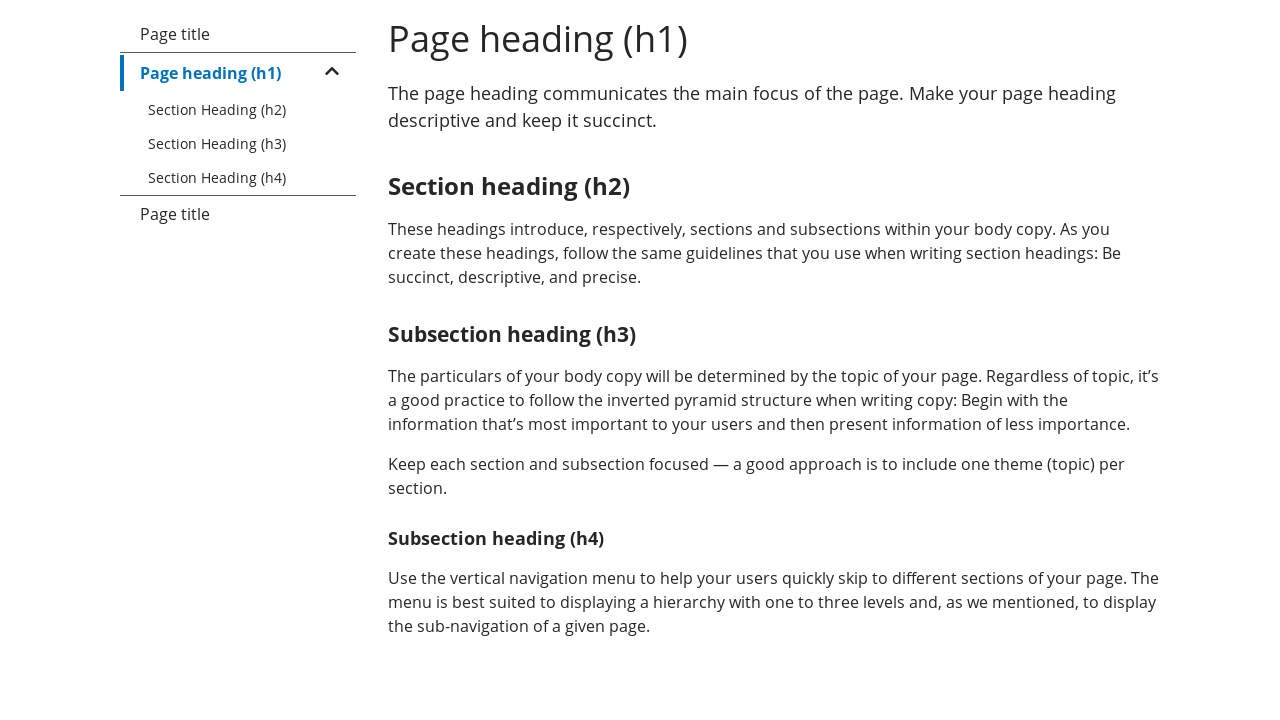 Page title
Page heading (h1)
Section Heading (h2)
Section Heading (h3)
Section Heading (h4)
Page title
Page heading (h1)
The page heading communicates the main focus of the page. Make your page heading
descriptive and keep it succinct.
Section heading (h2)
These headings introduce, respectively, sections and subsections within your body copy. As you
create these headings, follow the same guidelines that you use when writing section headings: Be
succinct, descriptive, and precise.
Subsection heading (h3)
The particulars of your body copy will be determined by the topic of your page. Regardless of topic, it’s
a good practice to follow the inverted pyramid structure when writing copy: Begin with the
information that’s most important to your users and then present information of less importance.
Keep each section and subsection focused — a good approach is to include one theme (topic) per
section.
Subsection heading (h4)
Use the vertical navigation menu to help your users quickly skip to different sections of your page. The
menu is best suited to displaying a hierarchy with one to three levels and, as we mentioned, to display
the sub-navigation of a given page.